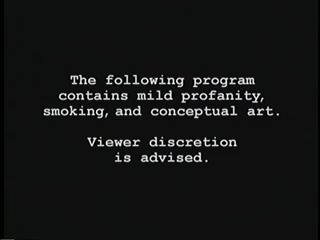 The following program
contains mild profanity,
smoking, and conceptual art.
Viewer discretion
is advised.